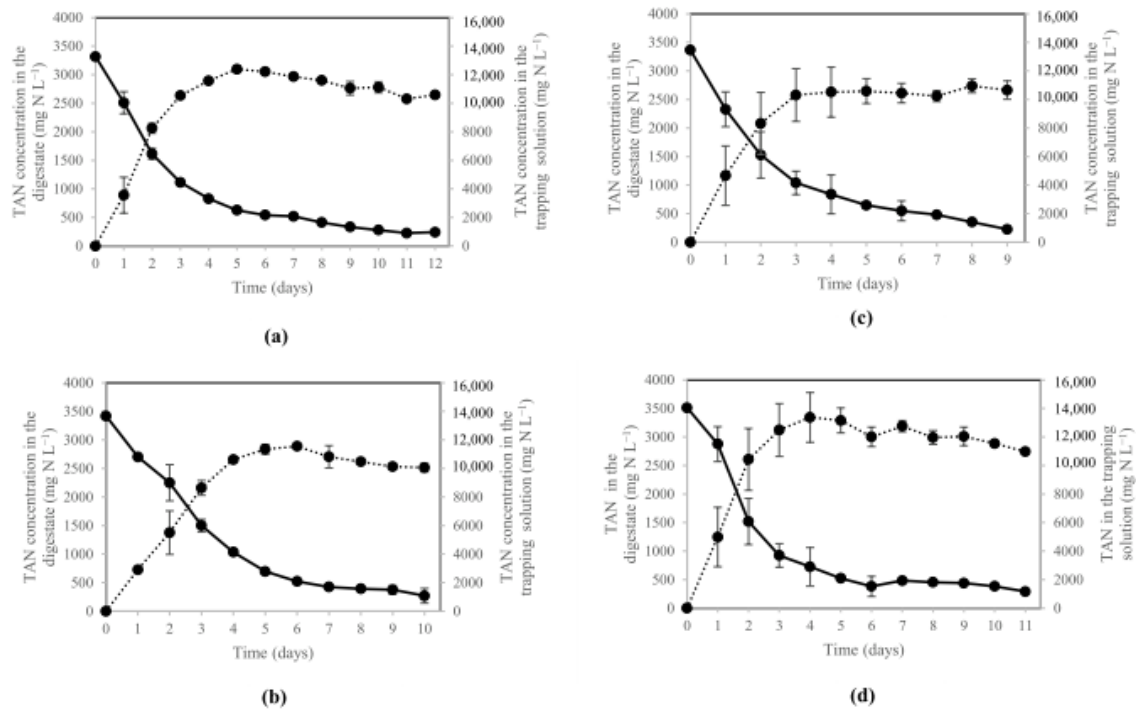 TAN concentration in the
digestate (mg N L⁻¹)
4000
3500
3000
2500
2000
1500
1000
500
0
16,000
14,000
12,000
10,000
8000
6000
4000
2000
0
TAN concentration in the
trapping solution (mg N L⁻¹)
0 1 2 3 4 5 6 7 8 9 10 11 12
Time (days)
(a)
TAN concentration in the
digestate (mg N L⁻¹)
4000
3500
3000
2500
2000
1500
1000
500
0
16,000
14,000
12,000
10,000
8000
6000
4000
2000
0
TAN concentration in the
trapping solution (mg N L⁻¹)
0 1 2 3 4 5 6 7 8 9
Time (days)
(c)
TAN concentration in the
digestate (mg N L⁻¹)
4000
3500
3000
2500
2000
1500
1000
500
0
16,000
14,000
12,000
10,000
8000
6000
4000
2000
0
TAN concentration in the
trapping solution (mg N L⁻¹)
0 1 2 3 4 5 6 7 8 9 10
Time (days)
(b)
TAN in the
digestate (mg N L⁻¹)
4000
3500
3000
2500
2000
1500
1000
500
0
16,000
14,000
12,000
10,000
8000
6000
4000
2000
0
TAN in the trapping
solution (mg N L⁻¹)
0 1 2 3 4 5 6 7 8 9 10 11
Time (days)
(d)